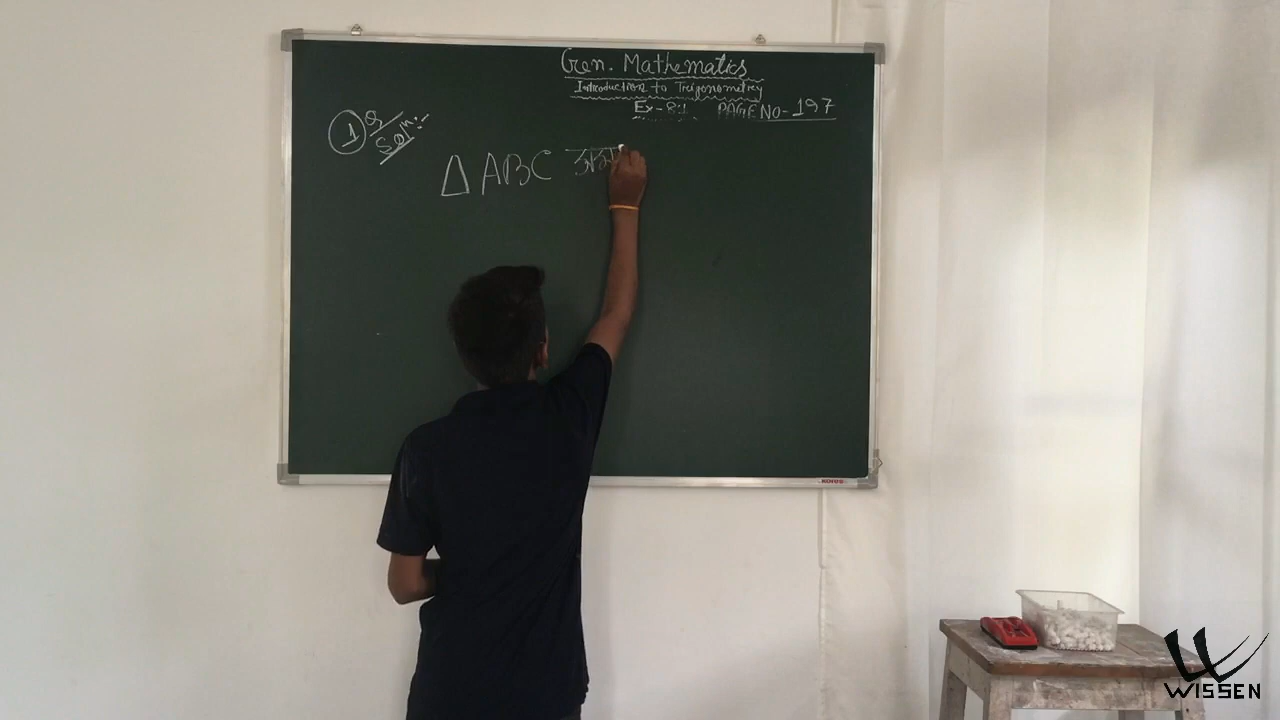 Gen. Mathematics
Introduction to Trigonometry
Ex-8.1 PAGE NO-197
1 Soln:-
Δ ABC
WISSEN